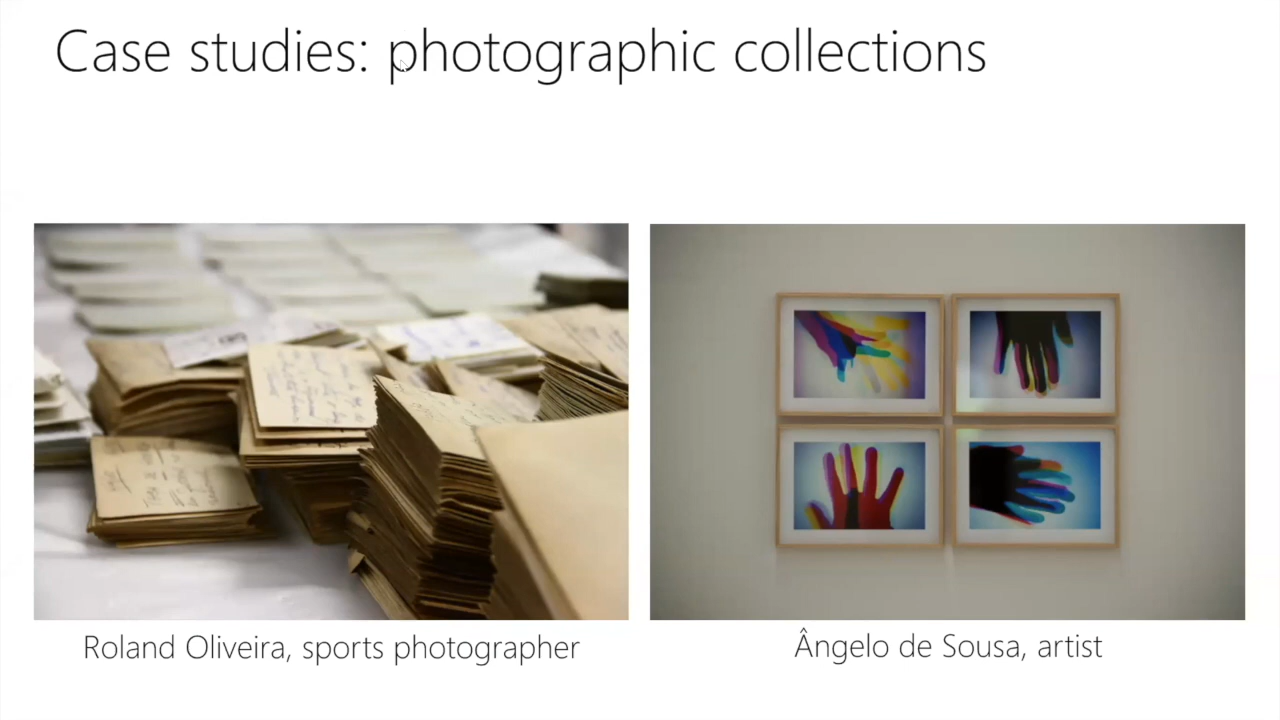 Case studies: photographic collections
Roland Oliveira, sports photographer
Ângelo de Sousa, artist